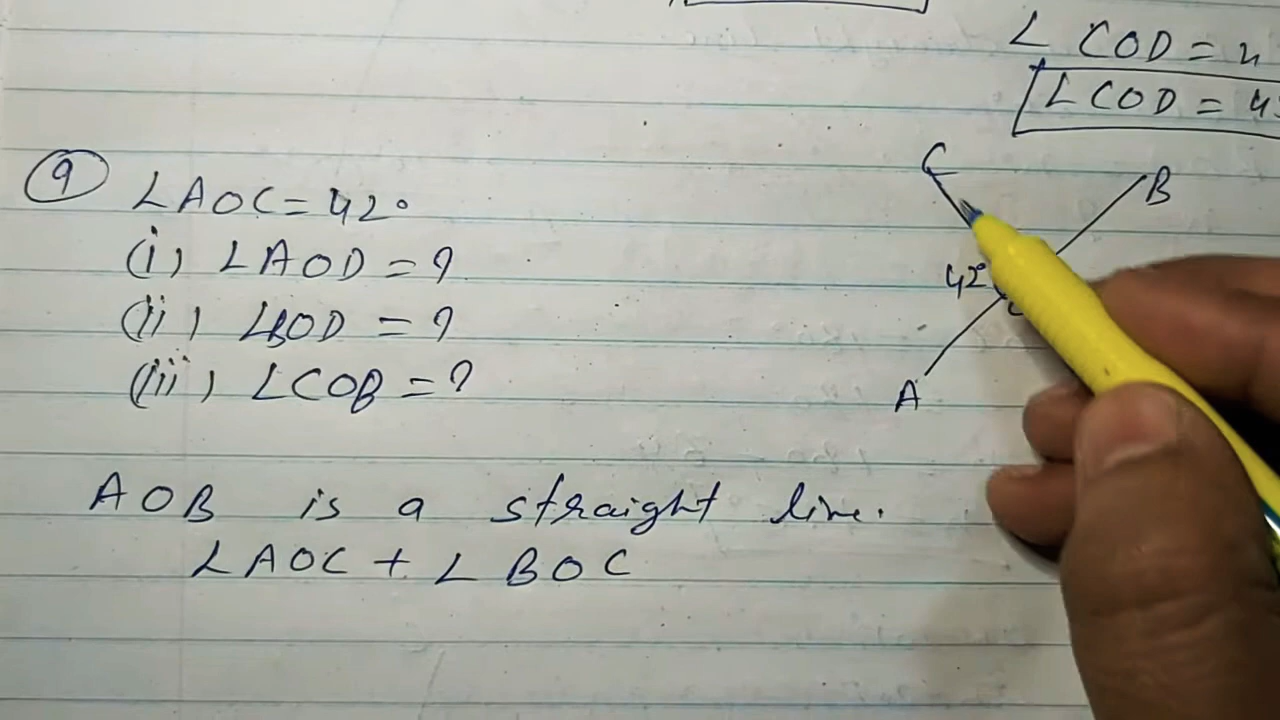 ∠ COD = 4
∠ COD = 4
9 ∠AOC = 42°
(i) ∠AOD = ?
(ii) ∠BOD = ?
(iii) ∠COB = ?
C
B
42°
A
AOB is a straight line.
∠AOC + ∠BOC